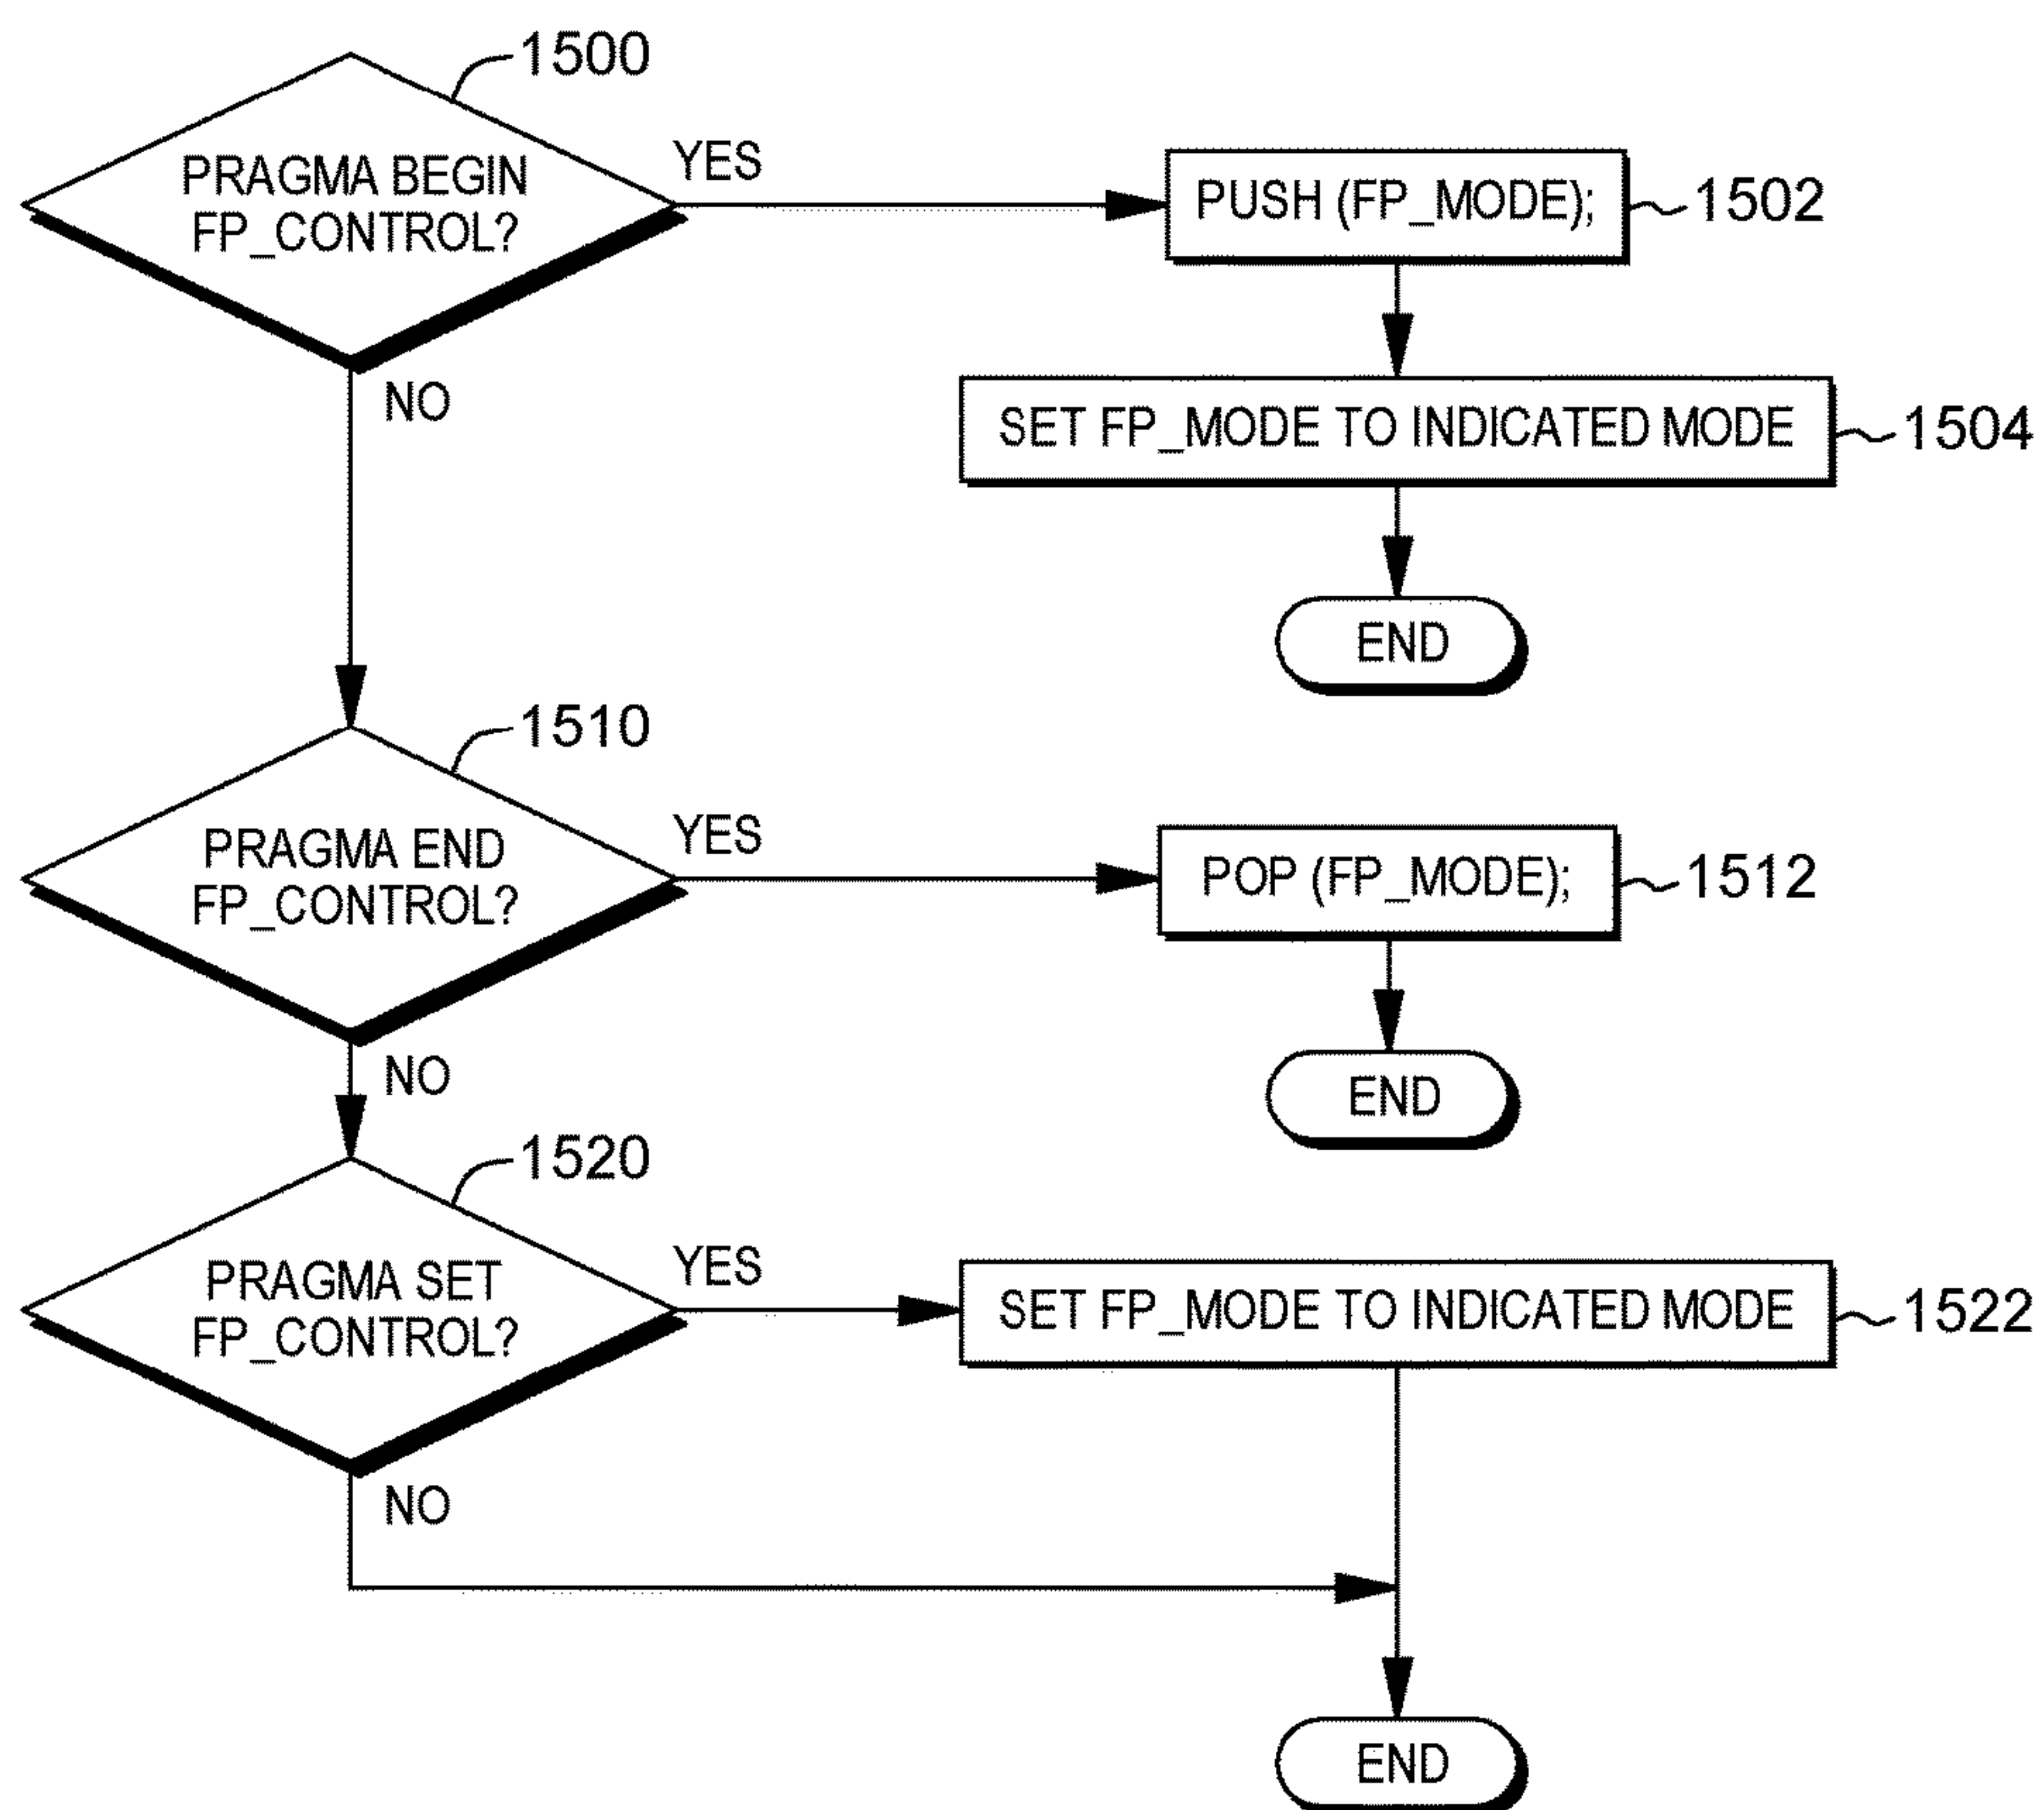 1500
PRAGMA BEGIN
FP_CONTROL?
YES
PUSH (FP_MODE);
1502
NO
SET FP_MODE TO INDICATED MODE
1504
END
1510
PRAGMA END
FP_CONTROL?
YES
POP (FP_MODE);
1512
NO
END
1520
PRAGMA SET
FP_CONTROL?
YES
SET FP_MODE TO INDICATED MODE
1522
NO
END